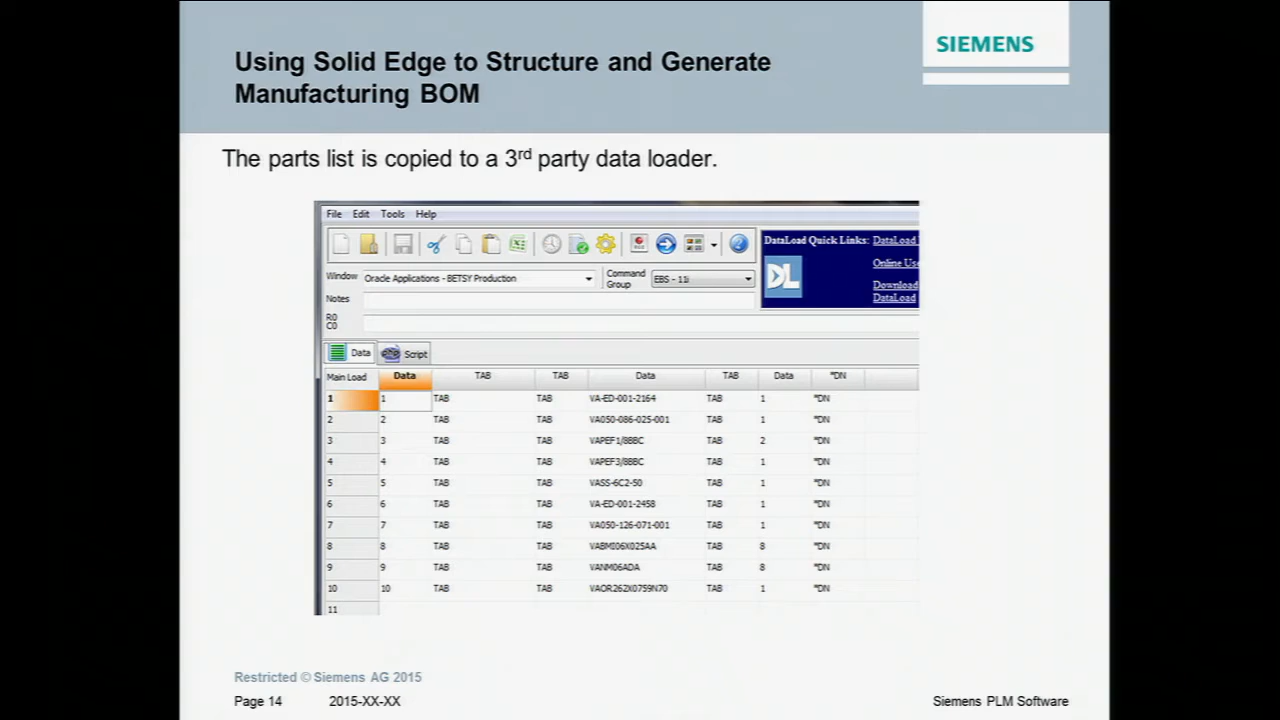 SIEMENS
Using Solid Edge to Structure and Generate
Manufacturing BOM
The parts list is copied to a 3rd party data loader.
File Edit Tools Help
DataLoad Quick Links: DataLoad
Window Oracle Applications - BETSY Production Command Group EBS - 11i
Online Use
Notes
Download
DataLoad
R0
C0
DL
Data Script
Main Load Data TAB TAB Data TAB Data *DN
1 1 TAB TAB VA-ED-001-2164 TAB 1 *DN
2 2 TAB TAB VA050-086-025-001 TAB 1 *DN
3 3 TAB TAB VAPEF1/8BBC TAB 2 *DN
4 4 TAB TAB VAPEF3/8BBC TAB 1 *DN
5 5 TAB TAB VASS-6C2-50 TAB 1 *DN
6 6 TAB TAB VA-ED-001-2458 TAB 1 *DN
7 7 TAB TAB VA050-126-071-001 TAB 1 *DN
8 8 TAB TAB VABMI06X025AA TAB 8 *DN
9 9 TAB TAB VANM06ADA TAB 8 *DN
10 10 TAB TAB VAOR262X0759N70 TAB 1 *DN
11
Restricted © Siemens AG 2015
Page 14 2015-XX-XX Siemens PLM Software